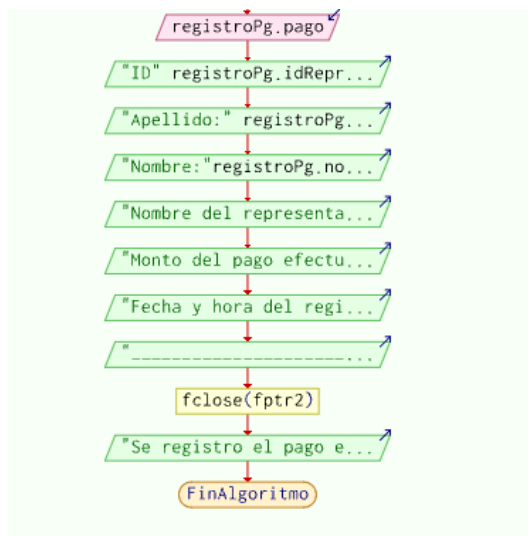 registroPg.pago
"ID" registroPg.idRepr...
"Apellido:" registroPg...
"Nombre:"registroPg.no...
"Nombre del representa...
"Monto del pago efectu...
"Fecha y hora del regi...
"_____________________...
fclose(fptr2)
"Se registro el pago e...
FinAlgoritmo